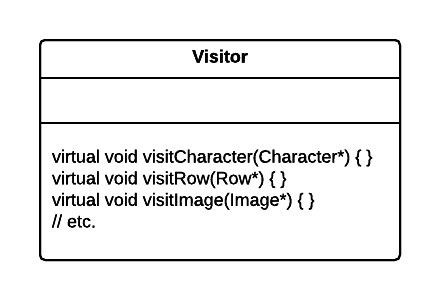 Visitor
virtual void visitCharacter(Character*) { }
virtual void visitRow(Row*) { }
virtual void visitImage(Image*) { }
// etc.